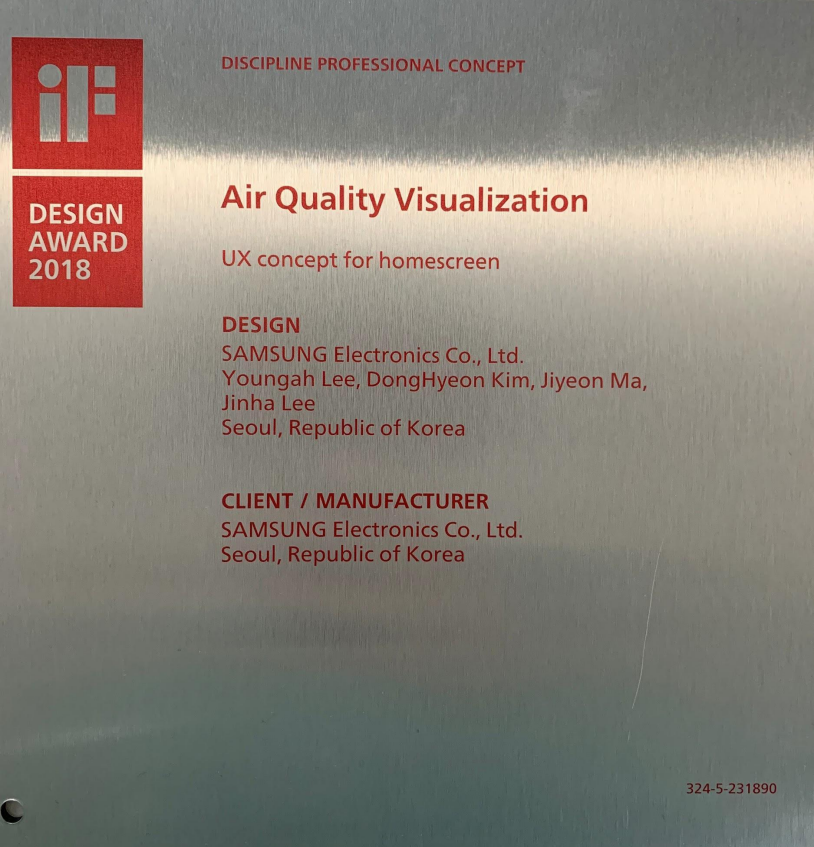 iF
DISCIPLINE PROFESSIONAL CONCEPT
DESIGN
AWARD
2018
Air Quality Visualization
UX concept for homescreen
DESIGN
SAMSUNG Electronics Co., Ltd.
Youngah Lee, DongHyeon Kim, Jiyeon Ma,
Jinha Lee
Seoul, Republic of Korea
CLIENT / MANUFACTURER
SAMSUNG Electronics Co., Ltd.
Seoul, Republic of Korea
324-5-231890